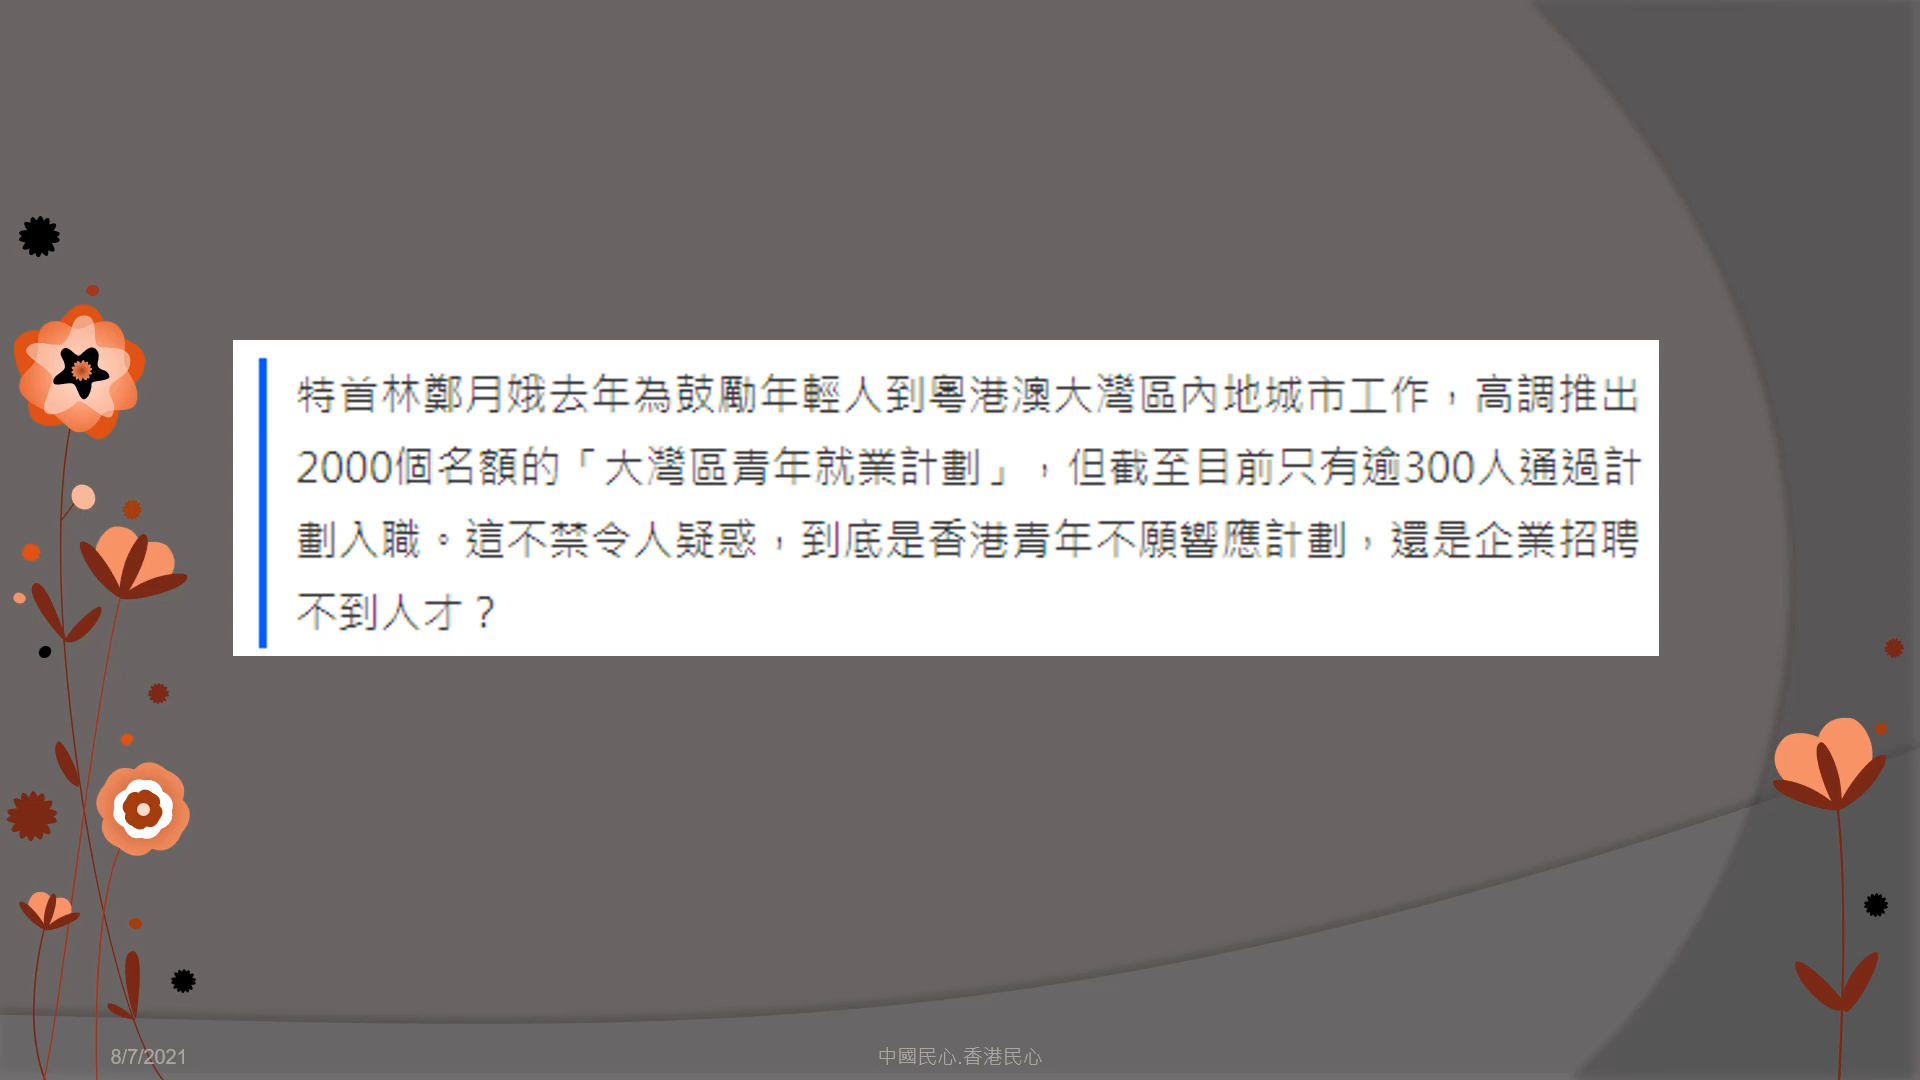 特首林鄭月娥去年為鼓勵年輕人到粵港澳大灣區內地城市工作，高調推出
2000個名額的「大灣區青年就業計劃」，但截至目前只有逾300人通過計
劃入職。這不禁令人疑惑，到底是香港青年不願響應計劃，還是企業招聘
不到人才？
8/7/2021
中國民心.香港民心